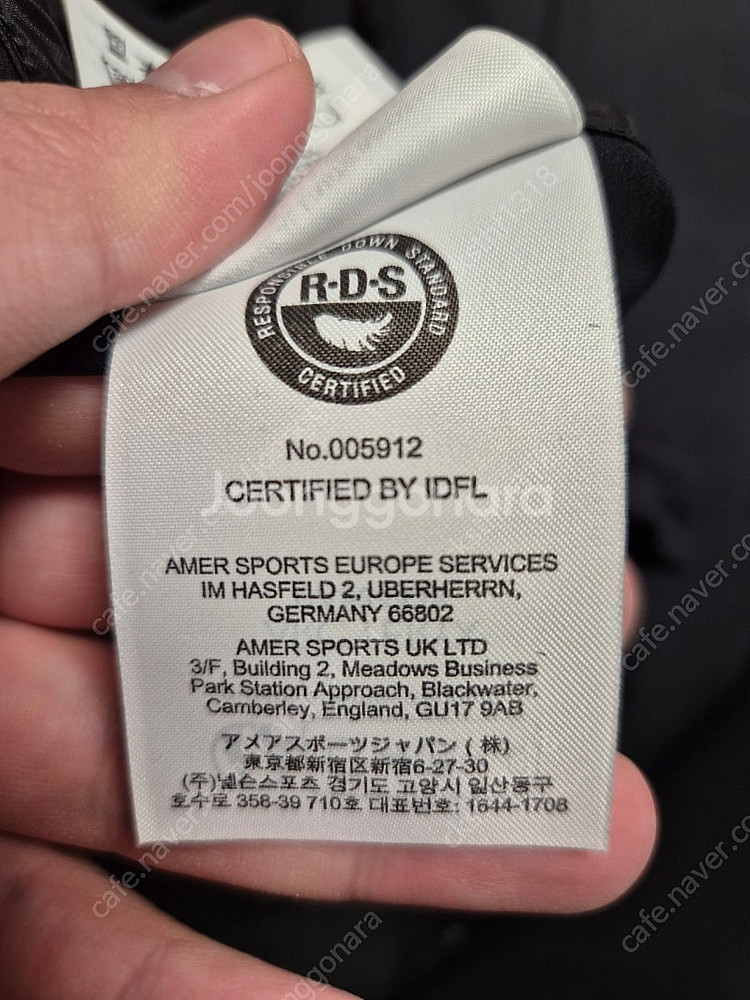 RESPONSIBLE DOWN STANDARD
R·D·S
CERTIFIED
No.005912
CERTIFIED BY IDFL
Joonggonara
AMER SPORTS EUROPE SERVICES
IM HASFELD 2, UBERHERRN,
GERMANY 66802
AMER SPORTS UK LTD
3/F, Building 2, Meadows Business
Park Station Approach, Blackwater,
Camberley, England, GU17 9AB
アメアスポーツジャパン (株)
東京都新宿区新宿6-27-30
(주)넬슨스포츠 경기도 고양시 일산동구
호수로 358-39 710호 대표번호: 1644-1708
cafe.naver.com/joonggonara